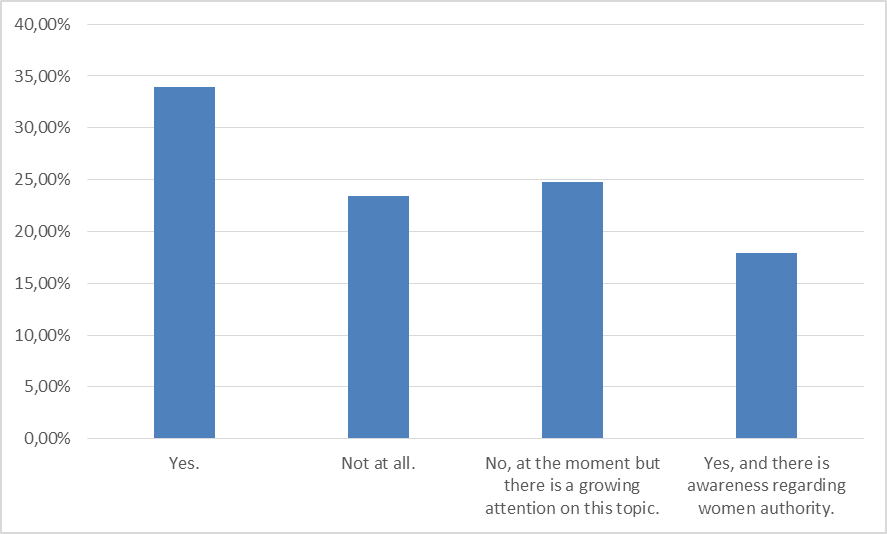 40,00%
35,00%
30,00%
25,00%
20,00%
15,00%
10,00%
5,00%
0,00%
Yes.
Not at all.
No, at the moment but
there is a growing
attention on this topic.
Yes, and there is
awareness regarding
women authority.